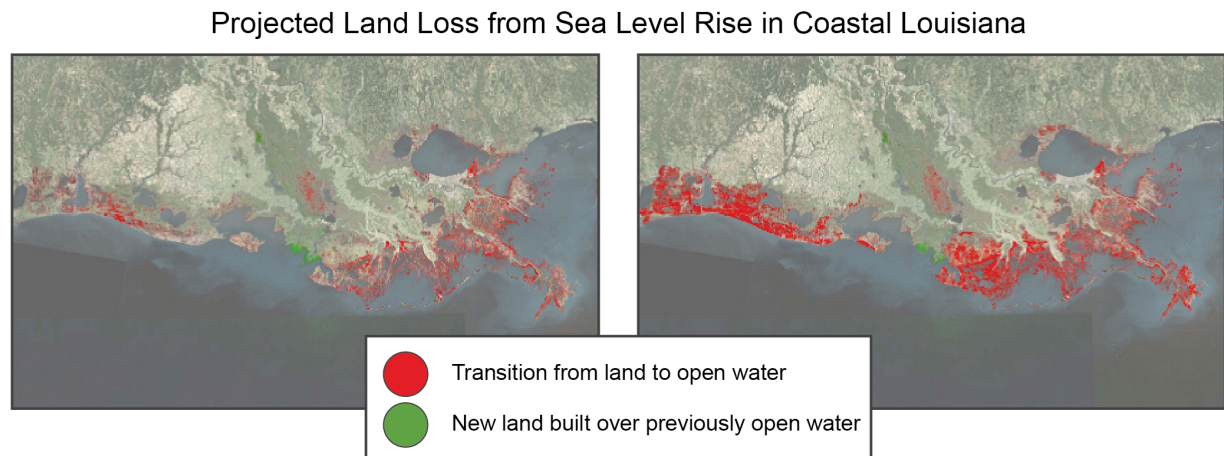 Projected Land Loss from Sea Level Rise in Coastal Louisiana
Transition from land to open water
New land built over previously open water